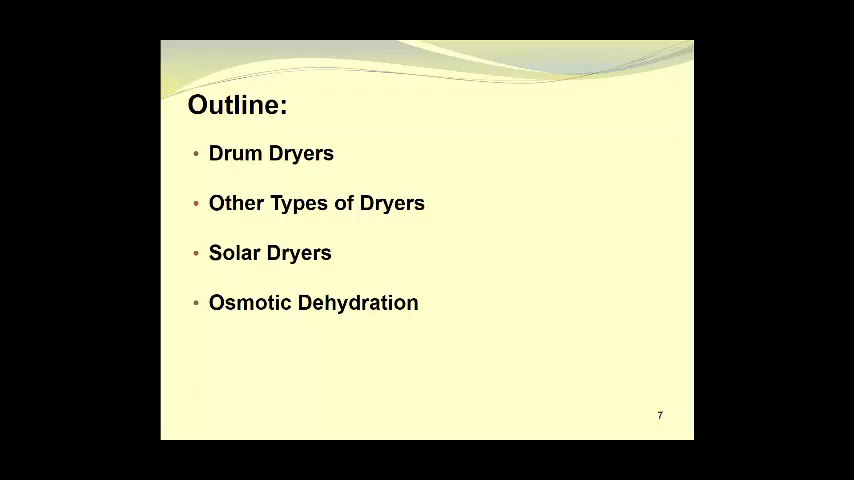 Outline:
• Drum Dryers
• Other Types of Dryers
• Solar Dryers
• Osmotic Dehydration
7